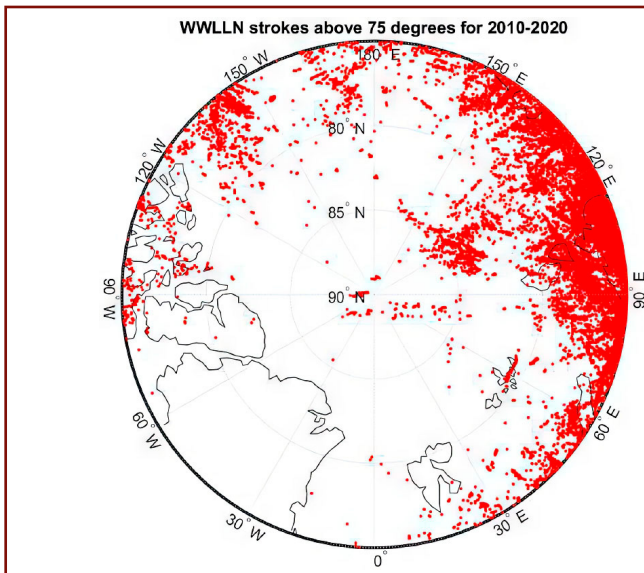 WWLLN strokes above 75 degrees for 2010-2020
180° E
150° W
150° E
80° N
120° W
120° E
85° N
90° N
90° W
90° E
60° W
60° E
30° W
30° E
0°